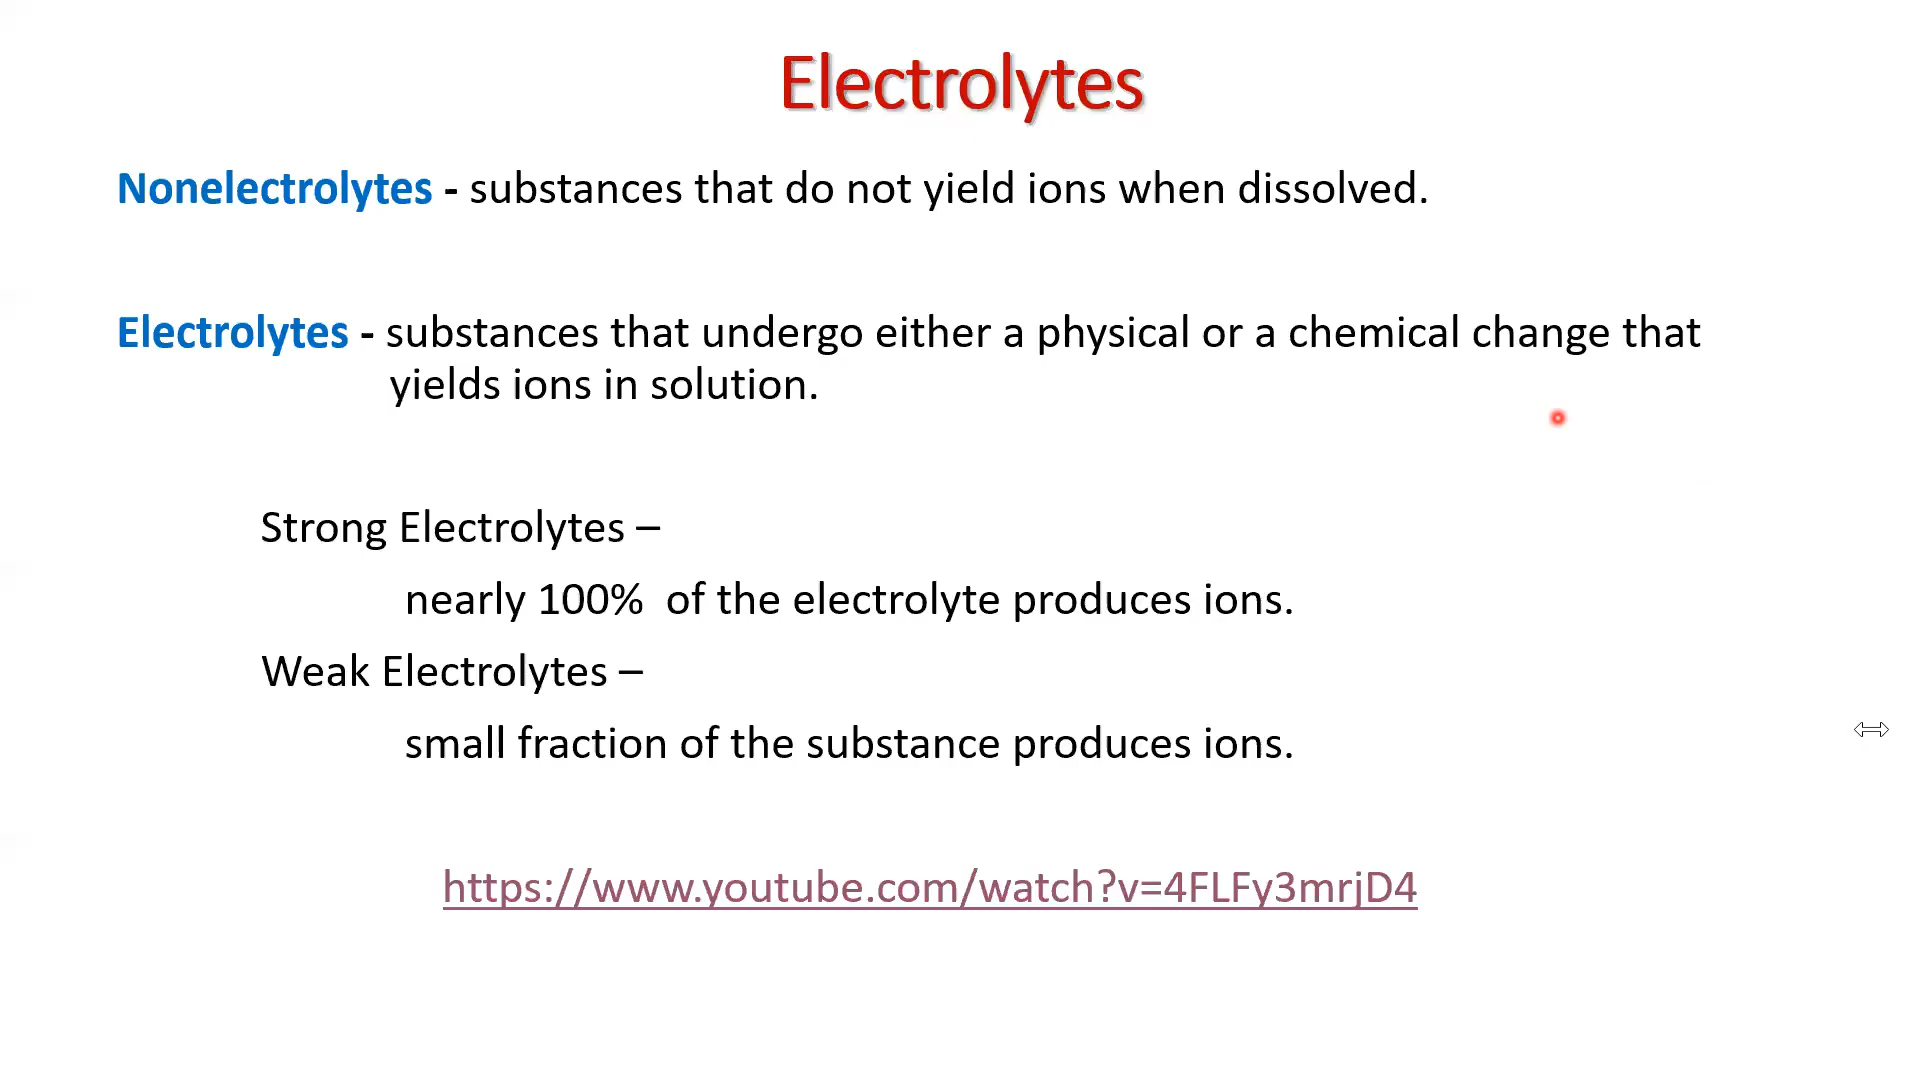 Electrolytes
Nonelectrolytes - substances that do not yield ions when dissolved.
Electrolytes - substances that undergo either a physical or a chemical change that
yields ions in solution.
Strong Electrolytes –
nearly 100%  of the electrolyte produces ions.
Weak Electrolytes –
small fraction of the substance produces ions.
https://www.youtube.com/watch?v=4FLFy3mrjD4